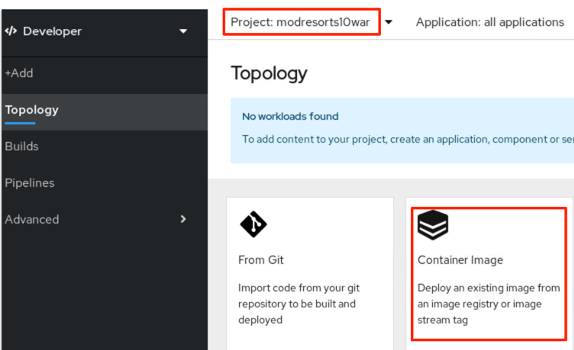 Developer
Project: modresorts10war
Application: all applications
+Add
Topology
Builds
Pipelines
Advanced
Topology
No workloads found
To add content to your project, create an application, component or
From Git
Import code from your git
repository to be built and
deployed
Container Image
Deploy an existing image from
an image registry or image
stream tag